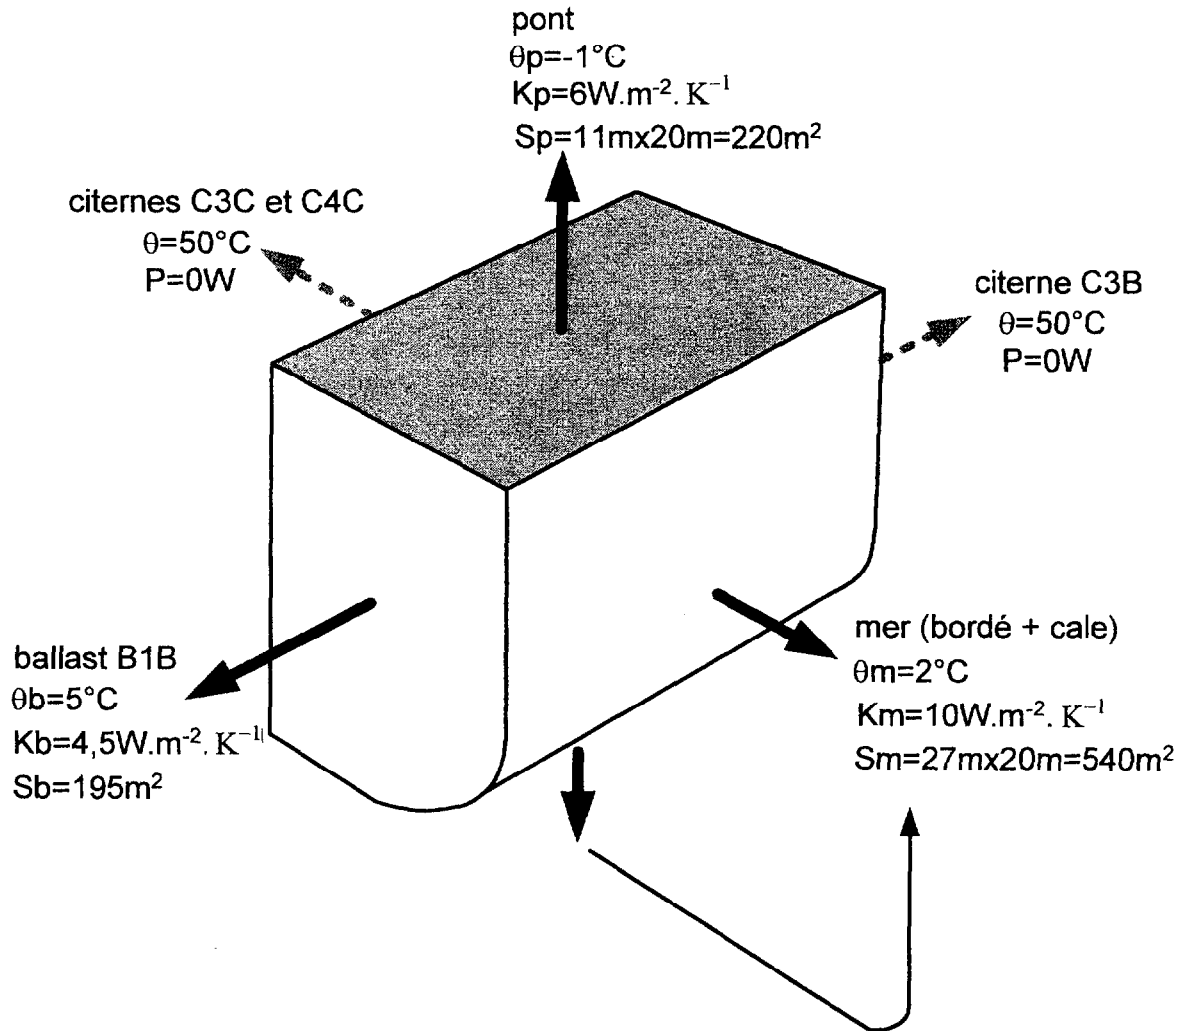 pont
θp=-1°C
Kp=6W.m⁻². K⁻¹
Sp=11mx20m=220m²
citernes C3C et C4C
θ=50°C
P=0W
citerne C3B
θ=50°C
P=0W
ballast B1B
θb=5°C
Kb=4,5W.m⁻². K⁻¹
Sb=195m²
mer (bordé + cale)
θm=2°C
Km=10W.m⁻². K⁻¹
Sm=27mx20m=540m²